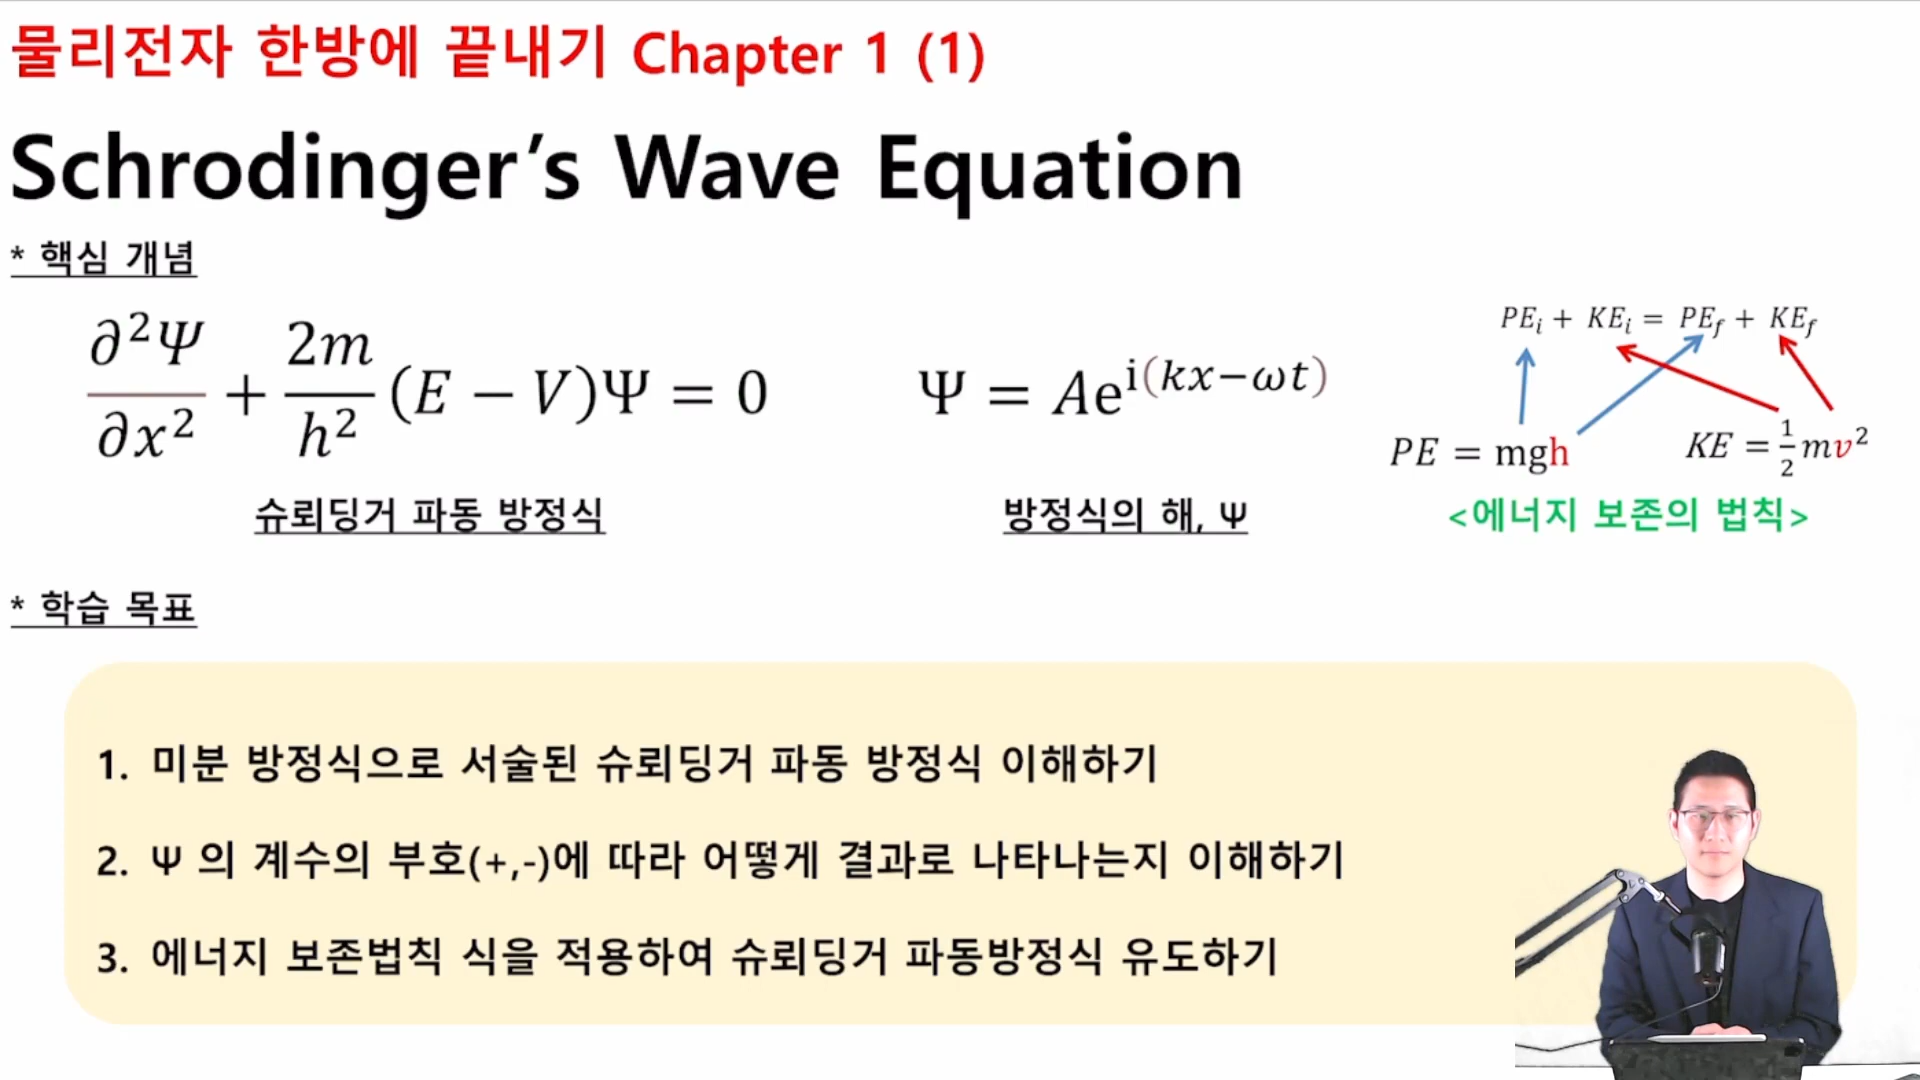 물리전자 한방에 끝내기 Chapter 1 (1)
Schrodinger’s Wave Equation
* 핵심 개념
∂²Ψ/∂x² + 2m/h² (E − V)Ψ = 0
슈뢰딩거 파동 방정식
Ψ = Ae^i(kx−ωt)
방정식의 해, Ψ
PE_i + KE_i = PE_f + KE_f
PE = mgh
KE = 1/2 mv²
<에너지 보존의 법칙>
* 학습 목표
1. 미분 방정식으로 서술된 슈뢰딩거 파동 방정식 이해하기
2. Ψ 의 계수의 부호(+,-)에 따라 어떻게 결과로 나타나는지 이해하기
3. 에너지 보존법칙 식을 적용하여 슈뢰딩거 파동방정식 유도하기